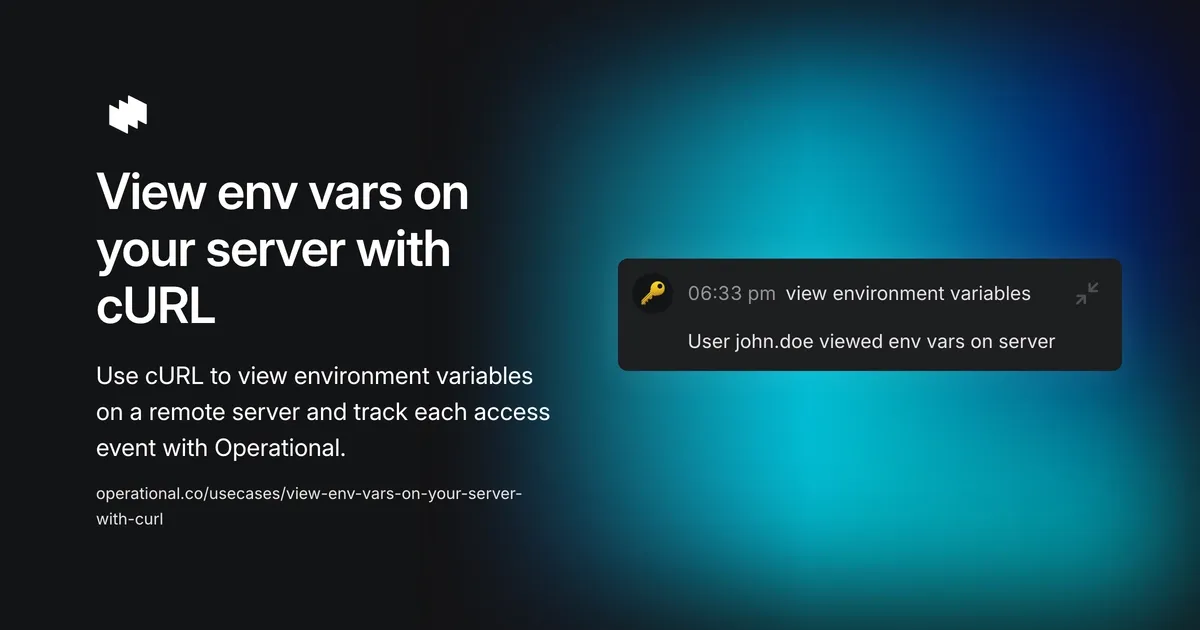 View env vars on
your server with
cURL
Use cURL to view environment variables
on a remote server and track each access
event with Operational.
operational.co/usecases/view-env-vars-on-your-server-
with-curl
06:33 pm view environment variables
User john.doe viewed env vars on server